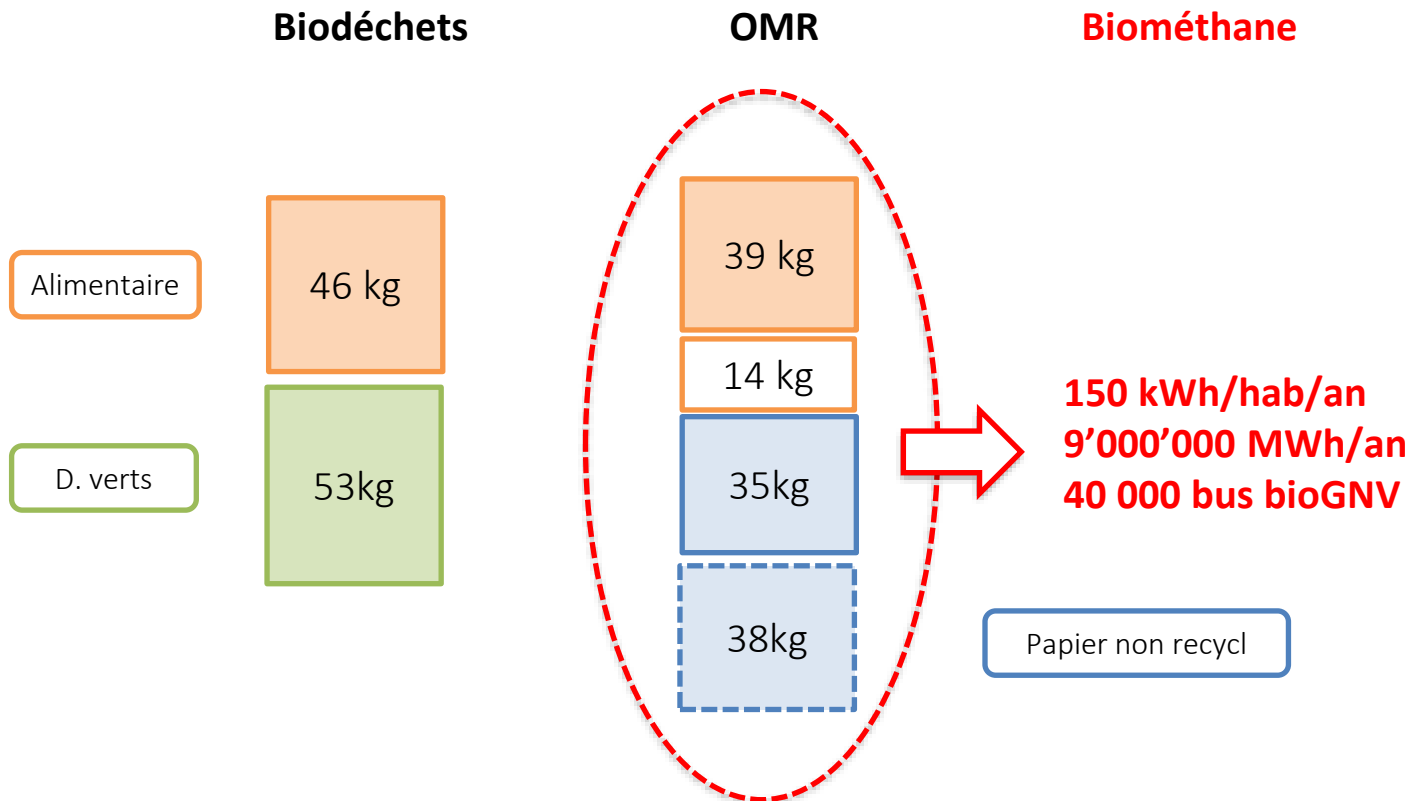 Biodéchets
OMR
Biométhane
Alimentaire
46 kg
39 kg
14 kg
D. verts
53kg
35kg
150 kWh/hab/an
9’000’000 MWh/an
40 000 bus bioGNV
38kg
Papier non recycl